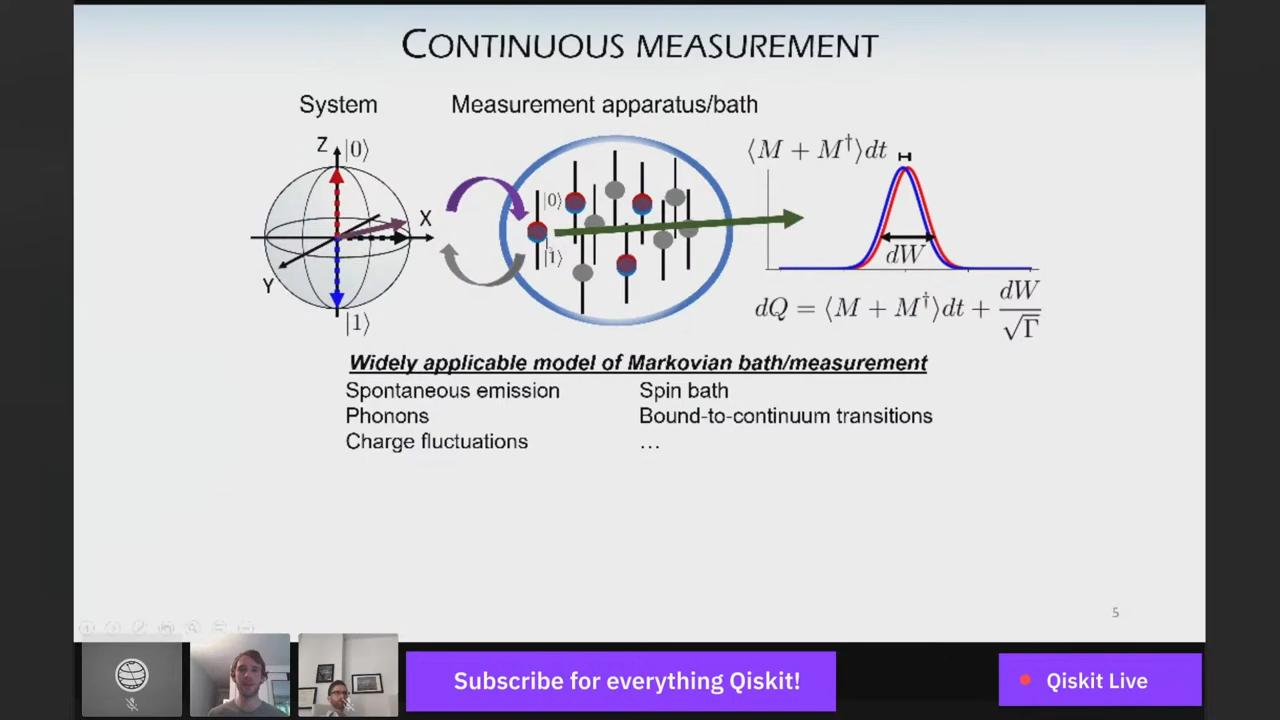 CONTINUOUS MEASUREMENT
System
Measurement apparatus/bath
Z
|0⟩
X
Y
|1⟩
|0⟩
|1⟩
⟨M + M†⟩dt
dW
dQ = ⟨M + M†⟩dt + dW/√Γ
Widely applicable model of Markovian bath/measurement
Spontaneous emission
Spin bath
Phonons
Bound-to-continuum transitions
Charge fluctuations
…
5
Subscribe for everything Qiskit!
Qiskit Live